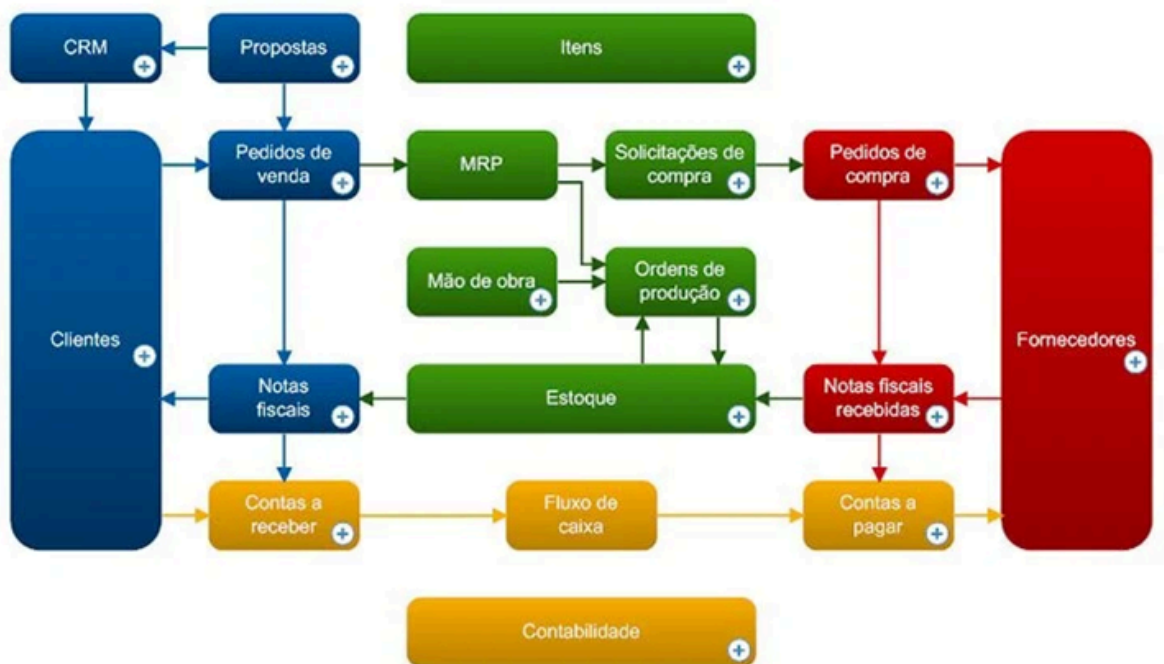 CRM
Propostas
Itens
Pedidos de
venda
MRP
Solicitações de
compra
Pedidos de
compra
Mão de obra
Ordens de
produção
Clientes
Fornecedores
Notas
fiscais
Estoque
Notas fiscais
recebidas
Contas a
receber
Fluxo de
caixa
Contas a
pagar
Contabilidade